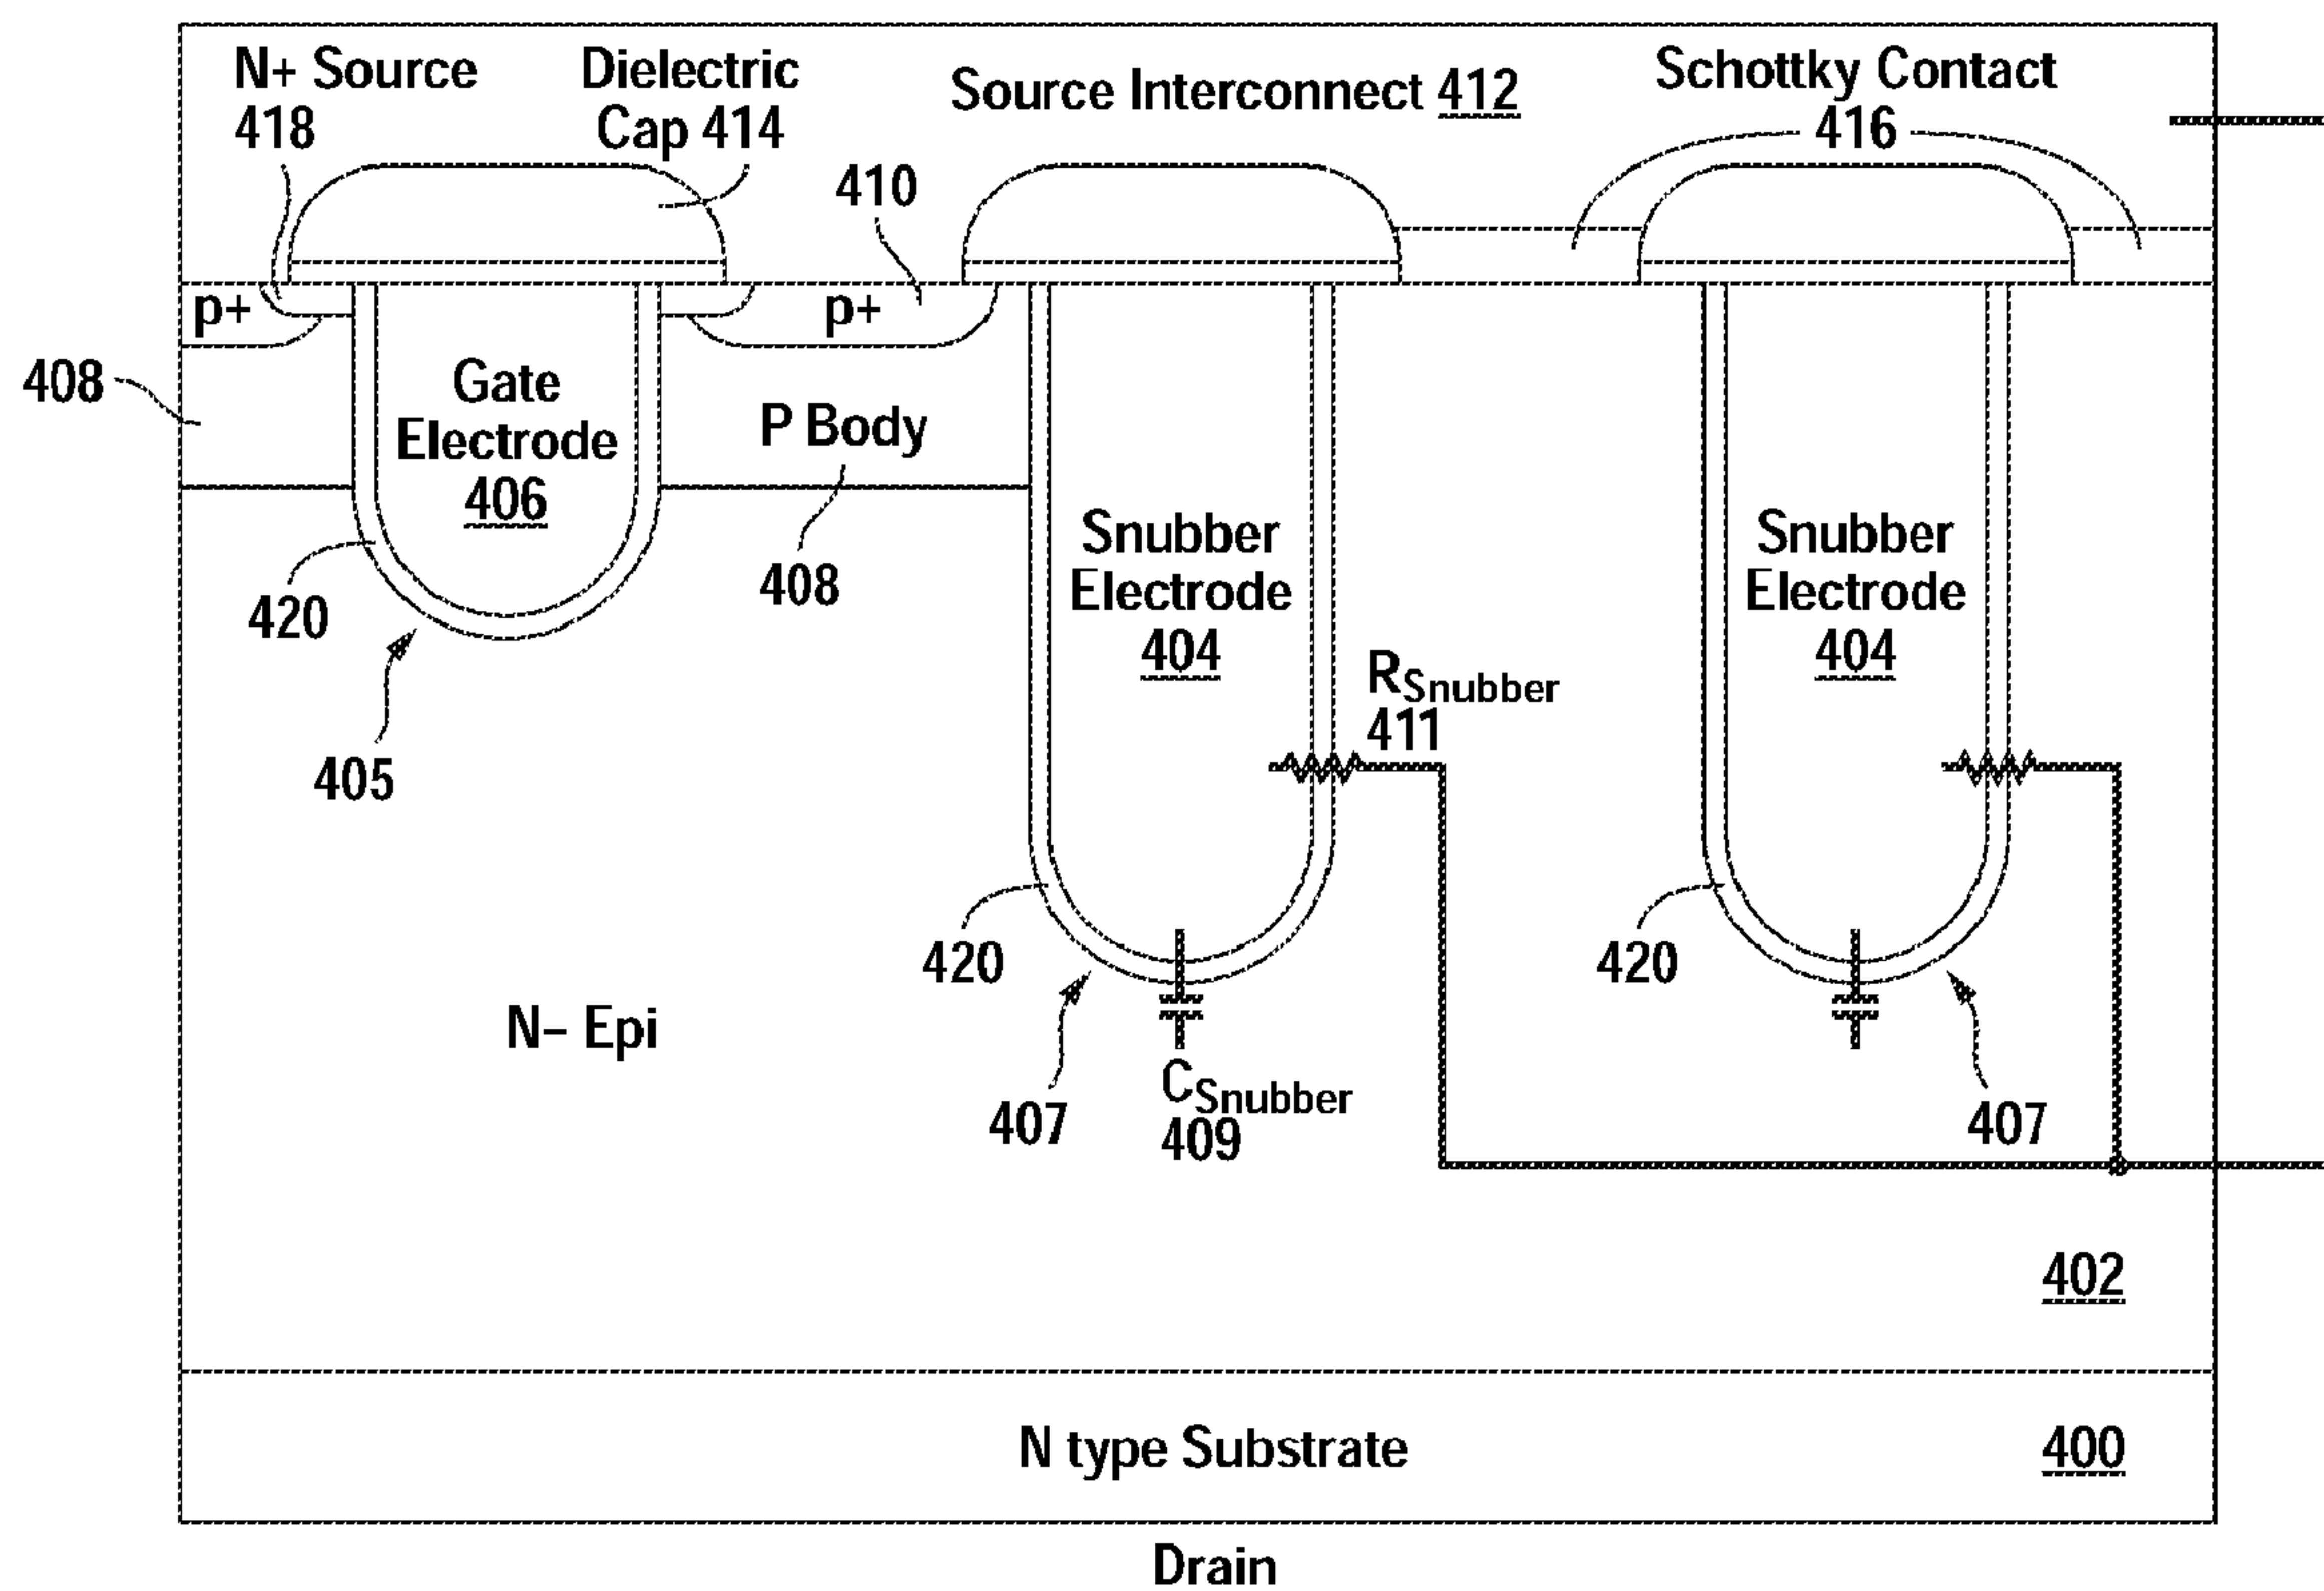 N+ Source
418
Dielectric
Cap 414
Source Interconnect 412
Schottky Contact
416
410
p+
p+
408
Gate
Electrode
406
P Body
408
420
405
Snubber
Electrode
404
Snubber
Electrode
404
RSnubber
411
420
420
N– Epi
407
CSnubber
409
407
402
N type Substrate
400
Drain